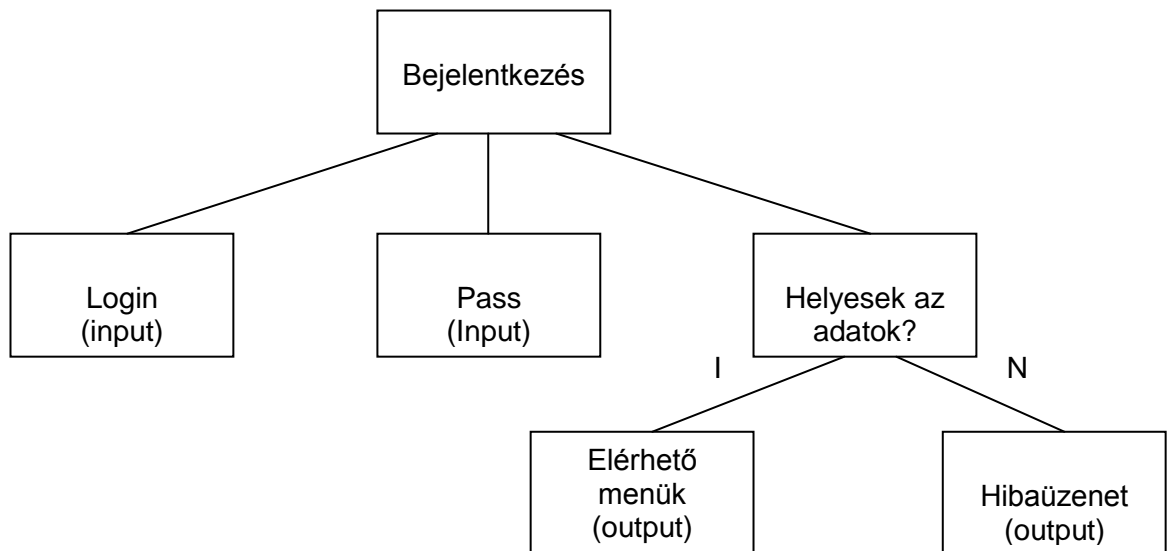 Bejelentkezés
Login
(input)
Pass
(Input)
Helyesek az
adatok?
I
N
Elérhető
menük
(output)
Hibaüzenet
(output)